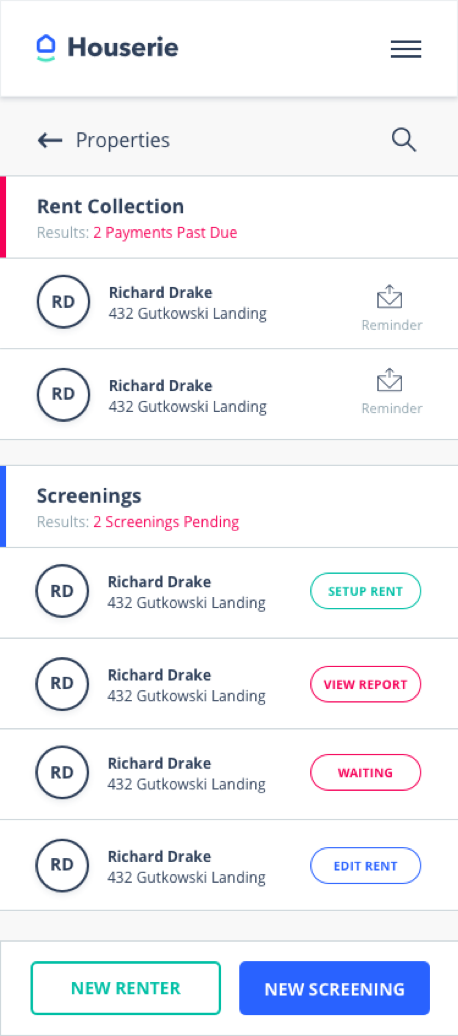 Houserie
Properties
Rent Collection
Results: 2 Payments Past Due
RD
Richard Drake
432 Gutkowski Landing
Reminder
RD
Richard Drake
432 Gutkowski Landing
Reminder
Screenings
Results: 2 Screenings Pending
RD
Richard Drake
432 Gutkowski Landing
SETUP RENT
RD
Richard Drake
432 Gutkowski Landing
VIEW REPORT
RD
Richard Drake
432 Gutkowski Landing
WAITING
RD
Richard Drake
432 Gutkowski Landing
EDIT RENT
NEW RENTER
NEW SCREENING